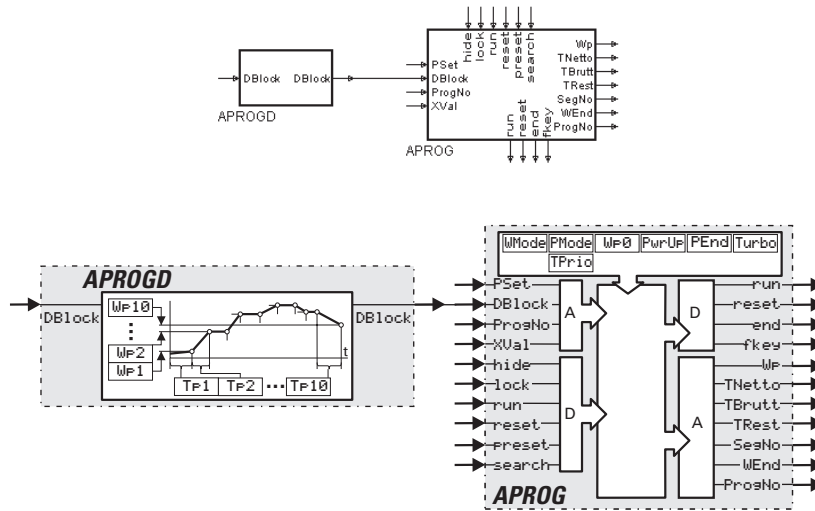 hide lock run reset preset search
PSet
DBlock
ProgNo
XVal
Wp
TNetto
TBrutt
TRest
SegNo
WEnd
ProgNo
run reset end fkey
APROG
DBlock DBlock
APROGD
APROGD
DBlock
Wp10
Wp2
Wp1
t
Tp1 Tp2 Tp10
DBlock
WMode PMode Wp0 PwrUp PEnd Turbo
TPrio
PSet
DBlock
ProgNo
XVal
hide
lock
run
reset
preset
search
A
D
D
A
run
reset
end
fkey
Wp
TNetto
TBrutt
TRest
SegNo
WEnd
ProgNo
APROG